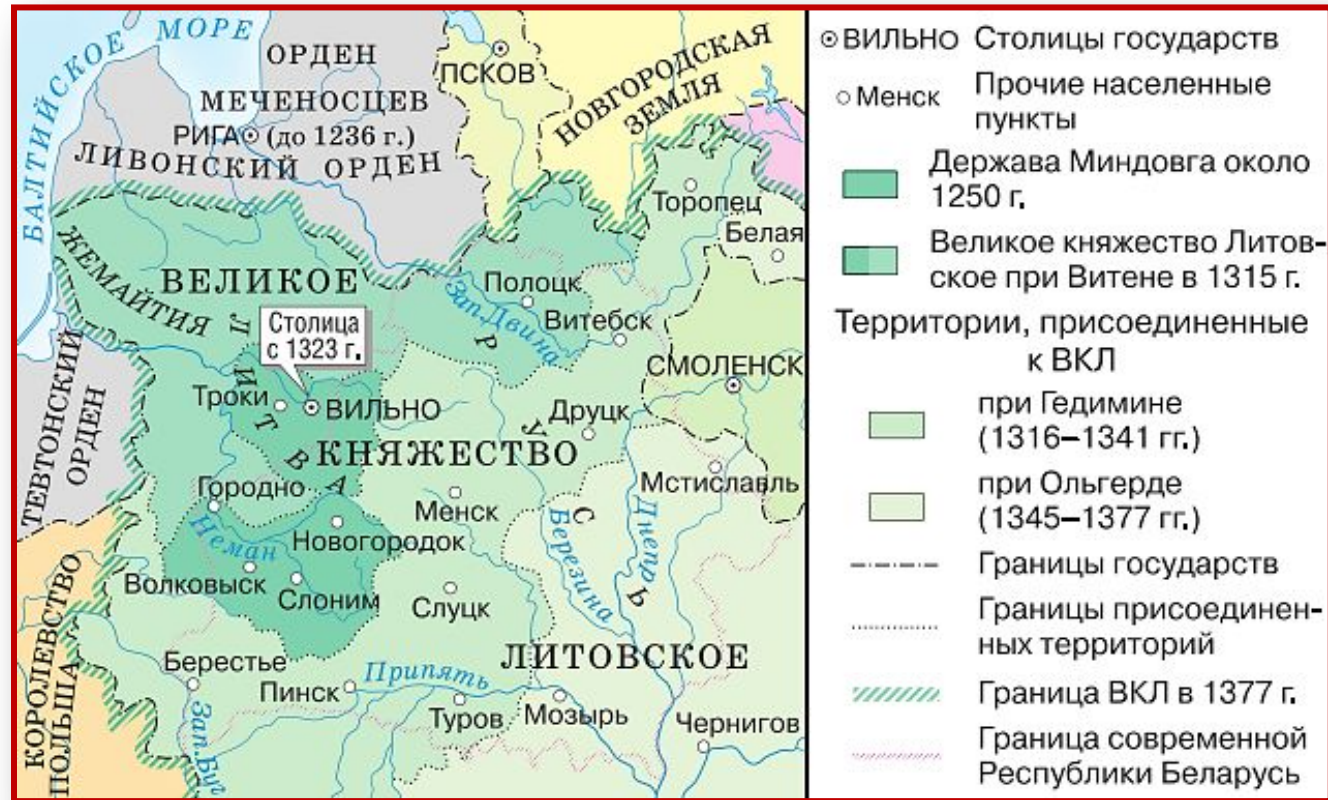 БАЛТИЙСКОЕ МОРЕ
ОРДЕН
МЕЧЕНОСЦЕВ
РИГА (до 1236 г.)
ЛИВОНСКИЙ ОРДЕН
ПСКОВ
НОВГОРОДСКАЯ
ЗЕМЛЯ
Торопец
Белая
ЖЕМАЙТИЯ
ВЕЛИКОЕ
Полоцк
Зап. Двина
Витебск
ЛИТВА
Столица
с 1323 г.
СМОЛЕНСК
Троки
ВИЛЬНО
Друцк
РУСЬ
КНЯЖЕСТВО
ТЕВТОНСКИЙ
ОРДЕН
Городно
Менск
Мстиславль
Неман
Новогородок
Березина
Днепр
Волковыск
Слоним
Слуцк
КОРОЛЕВСТВО
ПОЛЬША
Берестье
ЛИТОВСКОЕ
Пинск
Припять
Туров
Мозырь
Чернигов
Зап. Буг
ВИЛЬНО Столицы государств
Менск Прочие населенные
пункты
Держава Миндовга около
1250 г.
Великое княжество Литов-
ское при Витене в 1315 г.
Территории, присоединенные
к ВКЛ
при Гедимине
(1316–1341 гг.)
при Ольгерде
(1345–1377 гг.)
Границы государств
Границы присоединен-
ных территорий
Граница ВКЛ в 1377 г.
Граница современной
Республики Беларусь